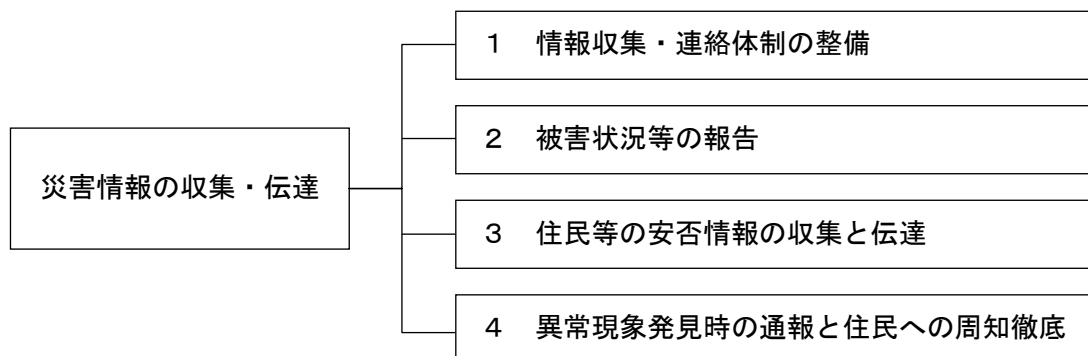 災害情報の収集・伝達
１　情報収集・連絡体制の整備
２　被害状況等の報告
３　住民等の安否情報の収集と伝達
４　異常現象発見時の通報と住民への周知徹底